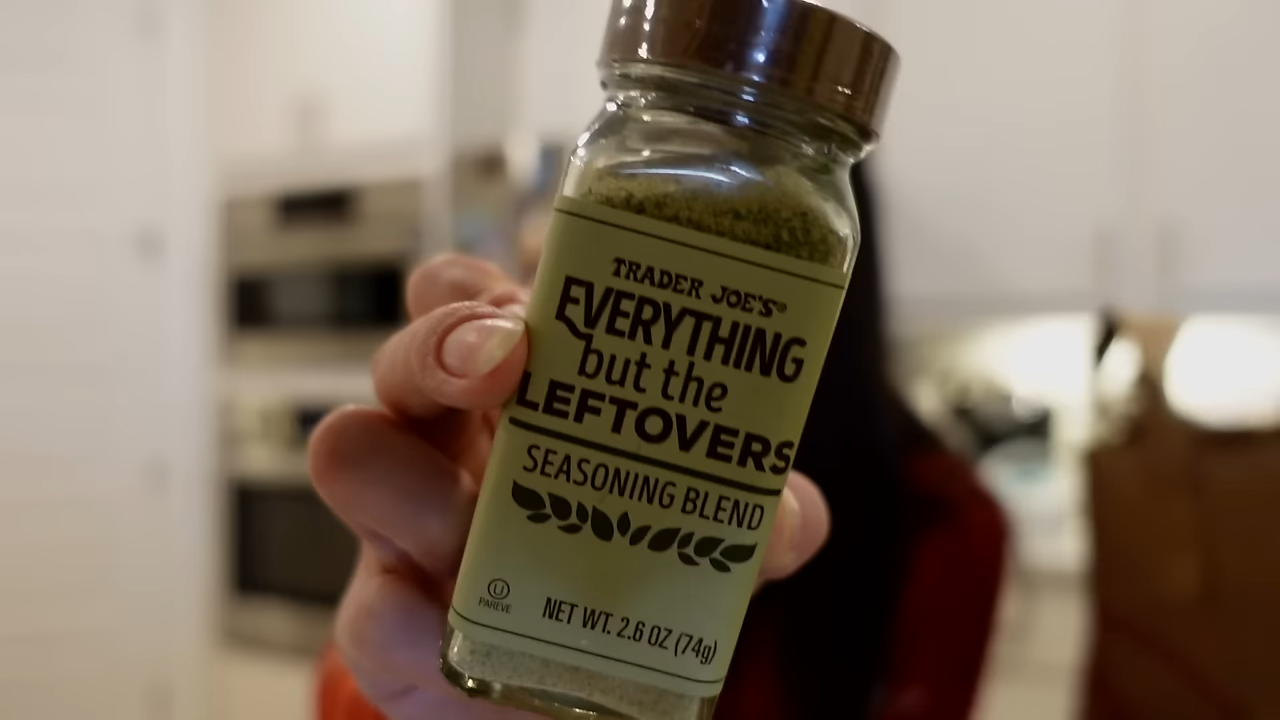 TRADER JOE'S®
EVERYTHING
but the
LEFTOVERS
SEASONING BLEND
U
PAREVE
NET WT. 2.6 OZ (74g)